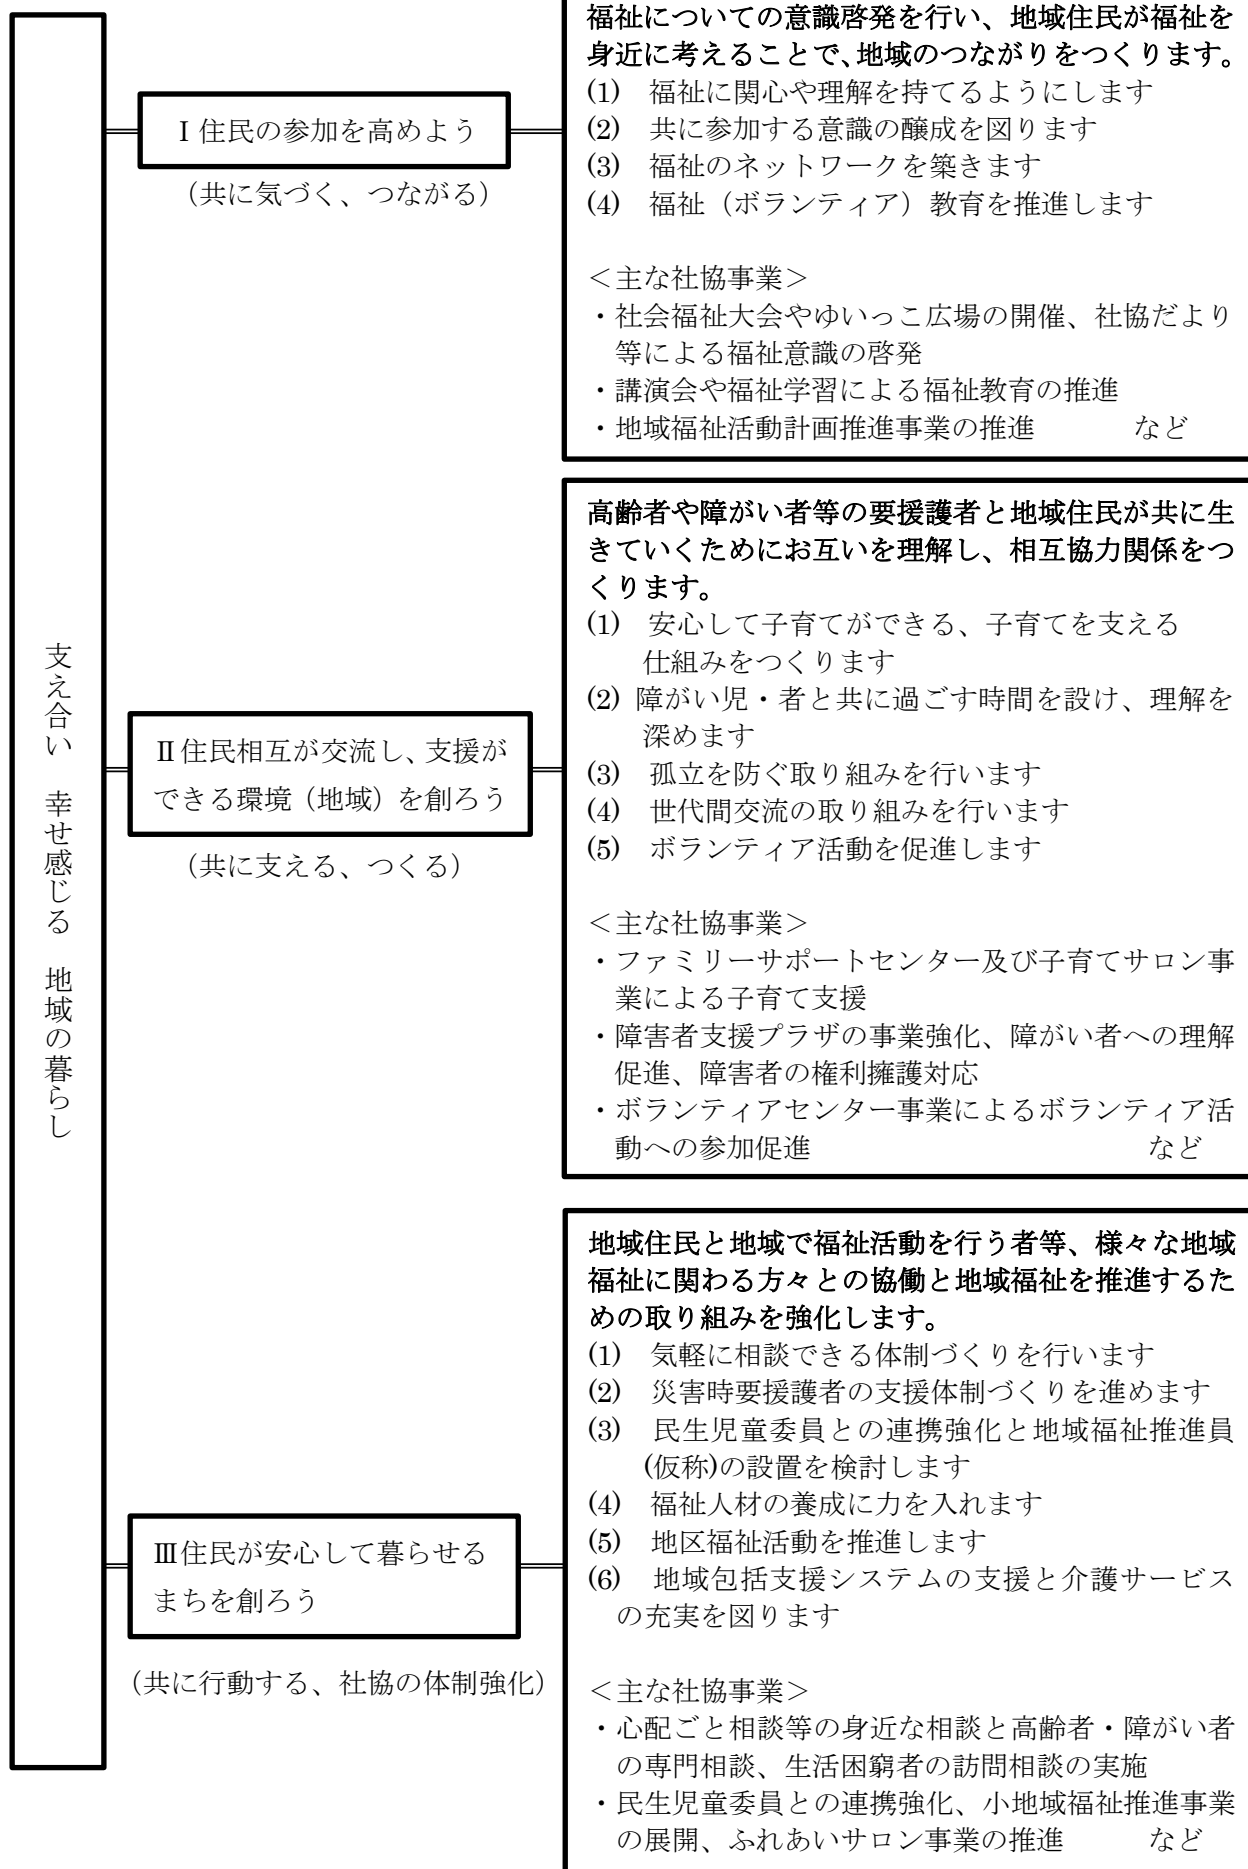 支え合い 幸せ感じる 地域の暮らし
Ⅰ住民の参加を高めよう
(共に気づく、つながる)
福祉についての意識啓発を行い、地域住民が福祉を
身近に考えることで、地域のつながりをつくります。
(1) 福祉に関心や理解を持てるようにします
(2) 共に参加する意識の醸成を図ります
(3) 福祉のネットワークを築きます
(4) 福祉(ボランティア)教育を推進します
<主な社協事業>
・社会福祉大会やゆいっこ広場の開催、社協だより
等による福祉意識の啓発
・講演会や福祉学習による福祉教育の推進
・地域福祉活動計画推進事業の推進 など
Ⅱ住民相互が交流し、支援が
できる環境(地域)を創ろう
(共に支える、つくる)
高齢者や障がい者等の要援護者と地域住民が共に生
きていくためにお互いを理解し、相互協力関係をつ
くります。
(1) 安心して子育てができる、子育てを支える
仕組みをつくります
(2) 障がい児・者と共に過ごす時間を設け、理解を
深めます
(3) 孤立を防ぐ取り組みを行います
(4) 世代間交流の取り組みを行います
(5) ボランティア活動を促進します
<主な社協事業>
・ファミリーサポートセンター及び子育てサロン事
業による子育て支援
・障害者支援プラザの事業強化、障がい者への理解
促進、障害者の権利擁護対応
・ボランティアセンター事業によるボランティア活
動への参加促進 など
Ⅲ住民が安心して暮らせる
まちを創ろう
(共に行動する、社協の体制強化)
地域住民と地域で福祉活動を行う者等、様々な地域
福祉に関わる方々との協働と地域福祉を推進するた
めの取り組みを強化します。
(1) 気軽に相談できる体制づくりを行います
(2) 災害時要援護者の支援体制づくりを進めます
(3) 民生児童委員との連携強化と地域福祉推進員
(仮称)の設置を検討します
(4) 福祉人材の養成に力を入れます
(5) 地区福祉活動を推進します
(6) 地域包括支援システムの支援と介護サービス
の充実を図ります
<主な社協事業>
・心配ごと相談等の身近な相談と高齢者・障がい者
の専門相談、生活困窮者の訪問相談の実施
・民生児童委員との連携強化、小地域福祉推進事業
の展開、ふれあいサロン事業の推進 など